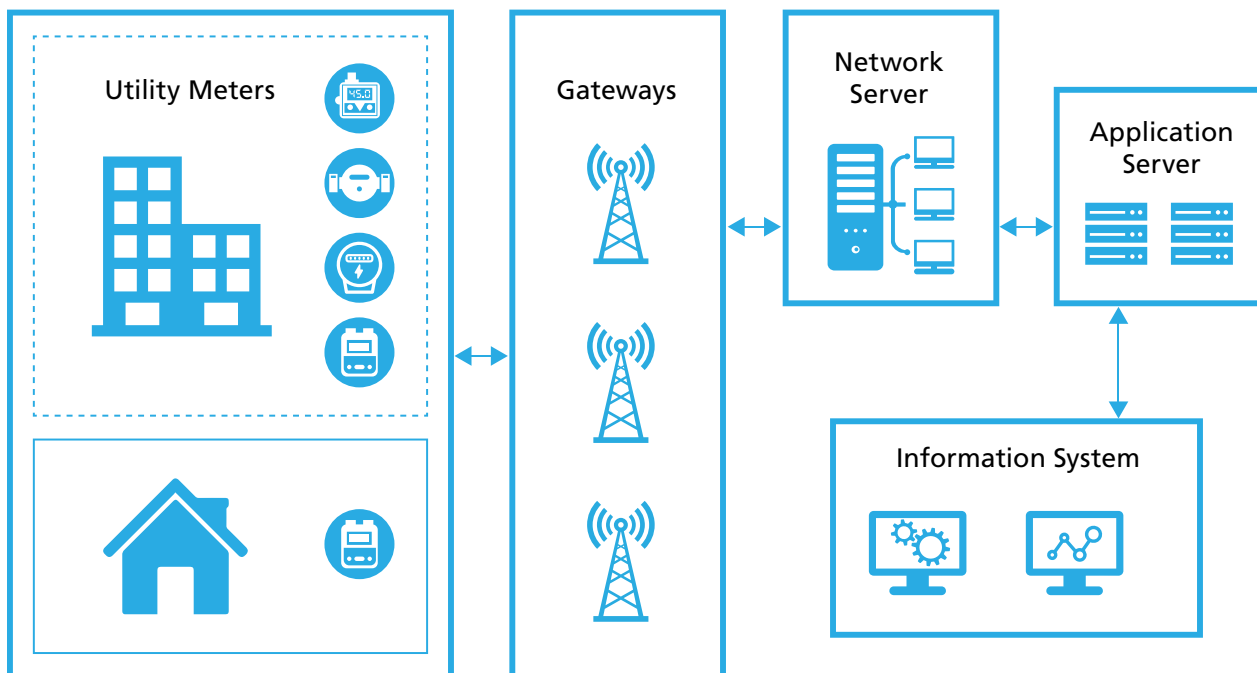 Utility Meters
45.0
Gateways
Network
Server
Application
Server
Information System